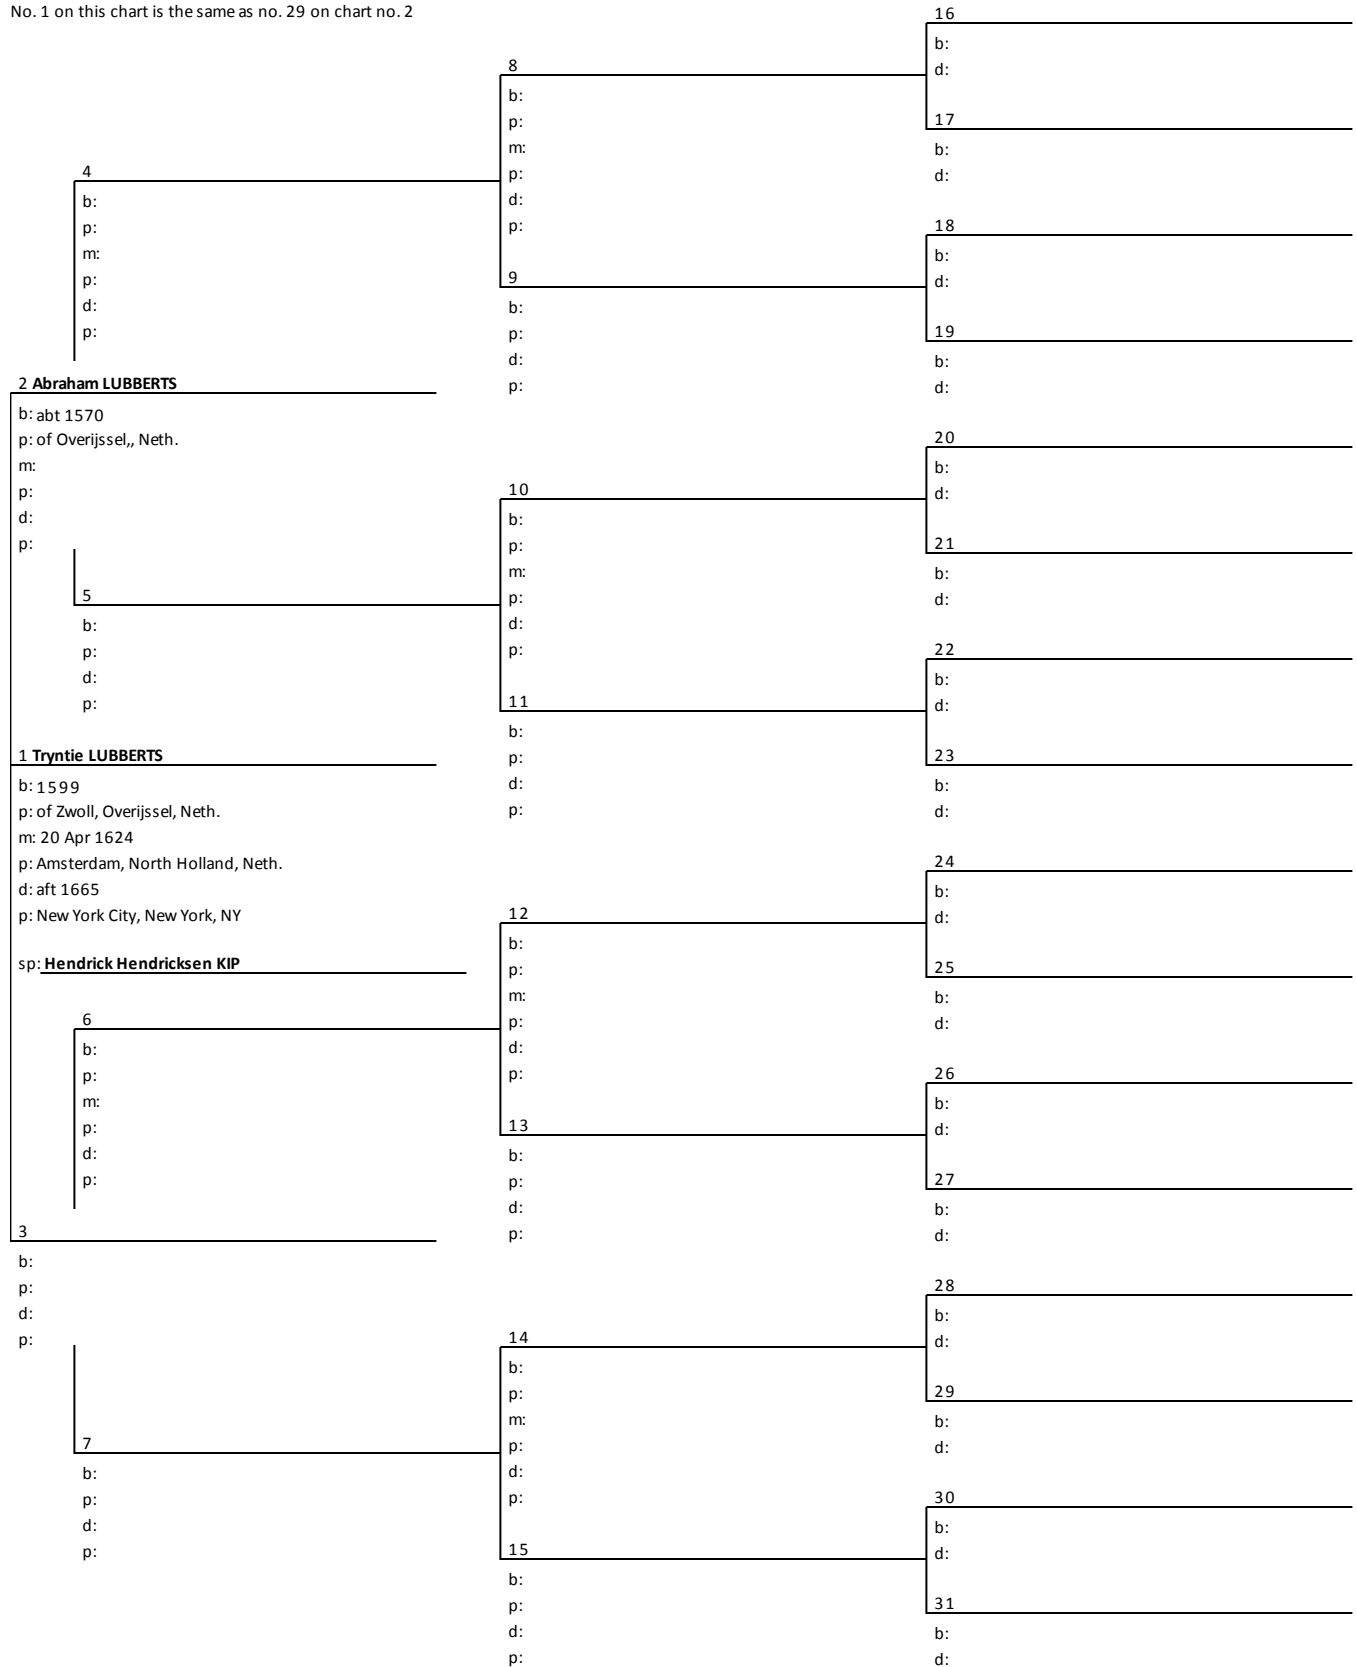 No. 1 on this chart is the same as no. 29 on chart no. 2
16
b:
d:
8
b:
p:
m:
p:
d:
p:
17
b:
d:
4
b:
p:
m:
p:
d:
p:
18
b:
d:
9
b:
p:
d:
p:
19
b:
d:
2 Abraham LUBBERTS
b: abt 1570
p: of Overijssel,, Neth.
m:
p:
d:
p:
20
b:
d:
10
b:
p:
m:
p:
d:
p:
21
b:
d:
5
b:
p:
d:
p:
22
b:
d:
11
b:
p:
d:
p:
23
b:
d:
1 Tryntie LUBBERTS
b: 1599
p: of Zwoll, Overijssel, Neth.
m: 20 Apr 1624
p: Amsterdam, North Holland, Neth.
d: aft 1665
p: New York City, New York, NY
sp: Hendrick Hendricksen KIP
24
b:
d:
12
b:
p:
m:
p:
d:
p:
25
b:
d:
6
b:
p:
m:
p:
d:
p:
26
b:
d:
13
b:
p:
d:
p:
27
b:
d:
3
b:
p:
d:
p:
28
b:
d:
14
b:
p:
m:
p:
d:
p:
29
b:
d:
7
b:
p:
d:
p:
30
b:
d:
15
b:
p:
d:
p:
31
b:
d: